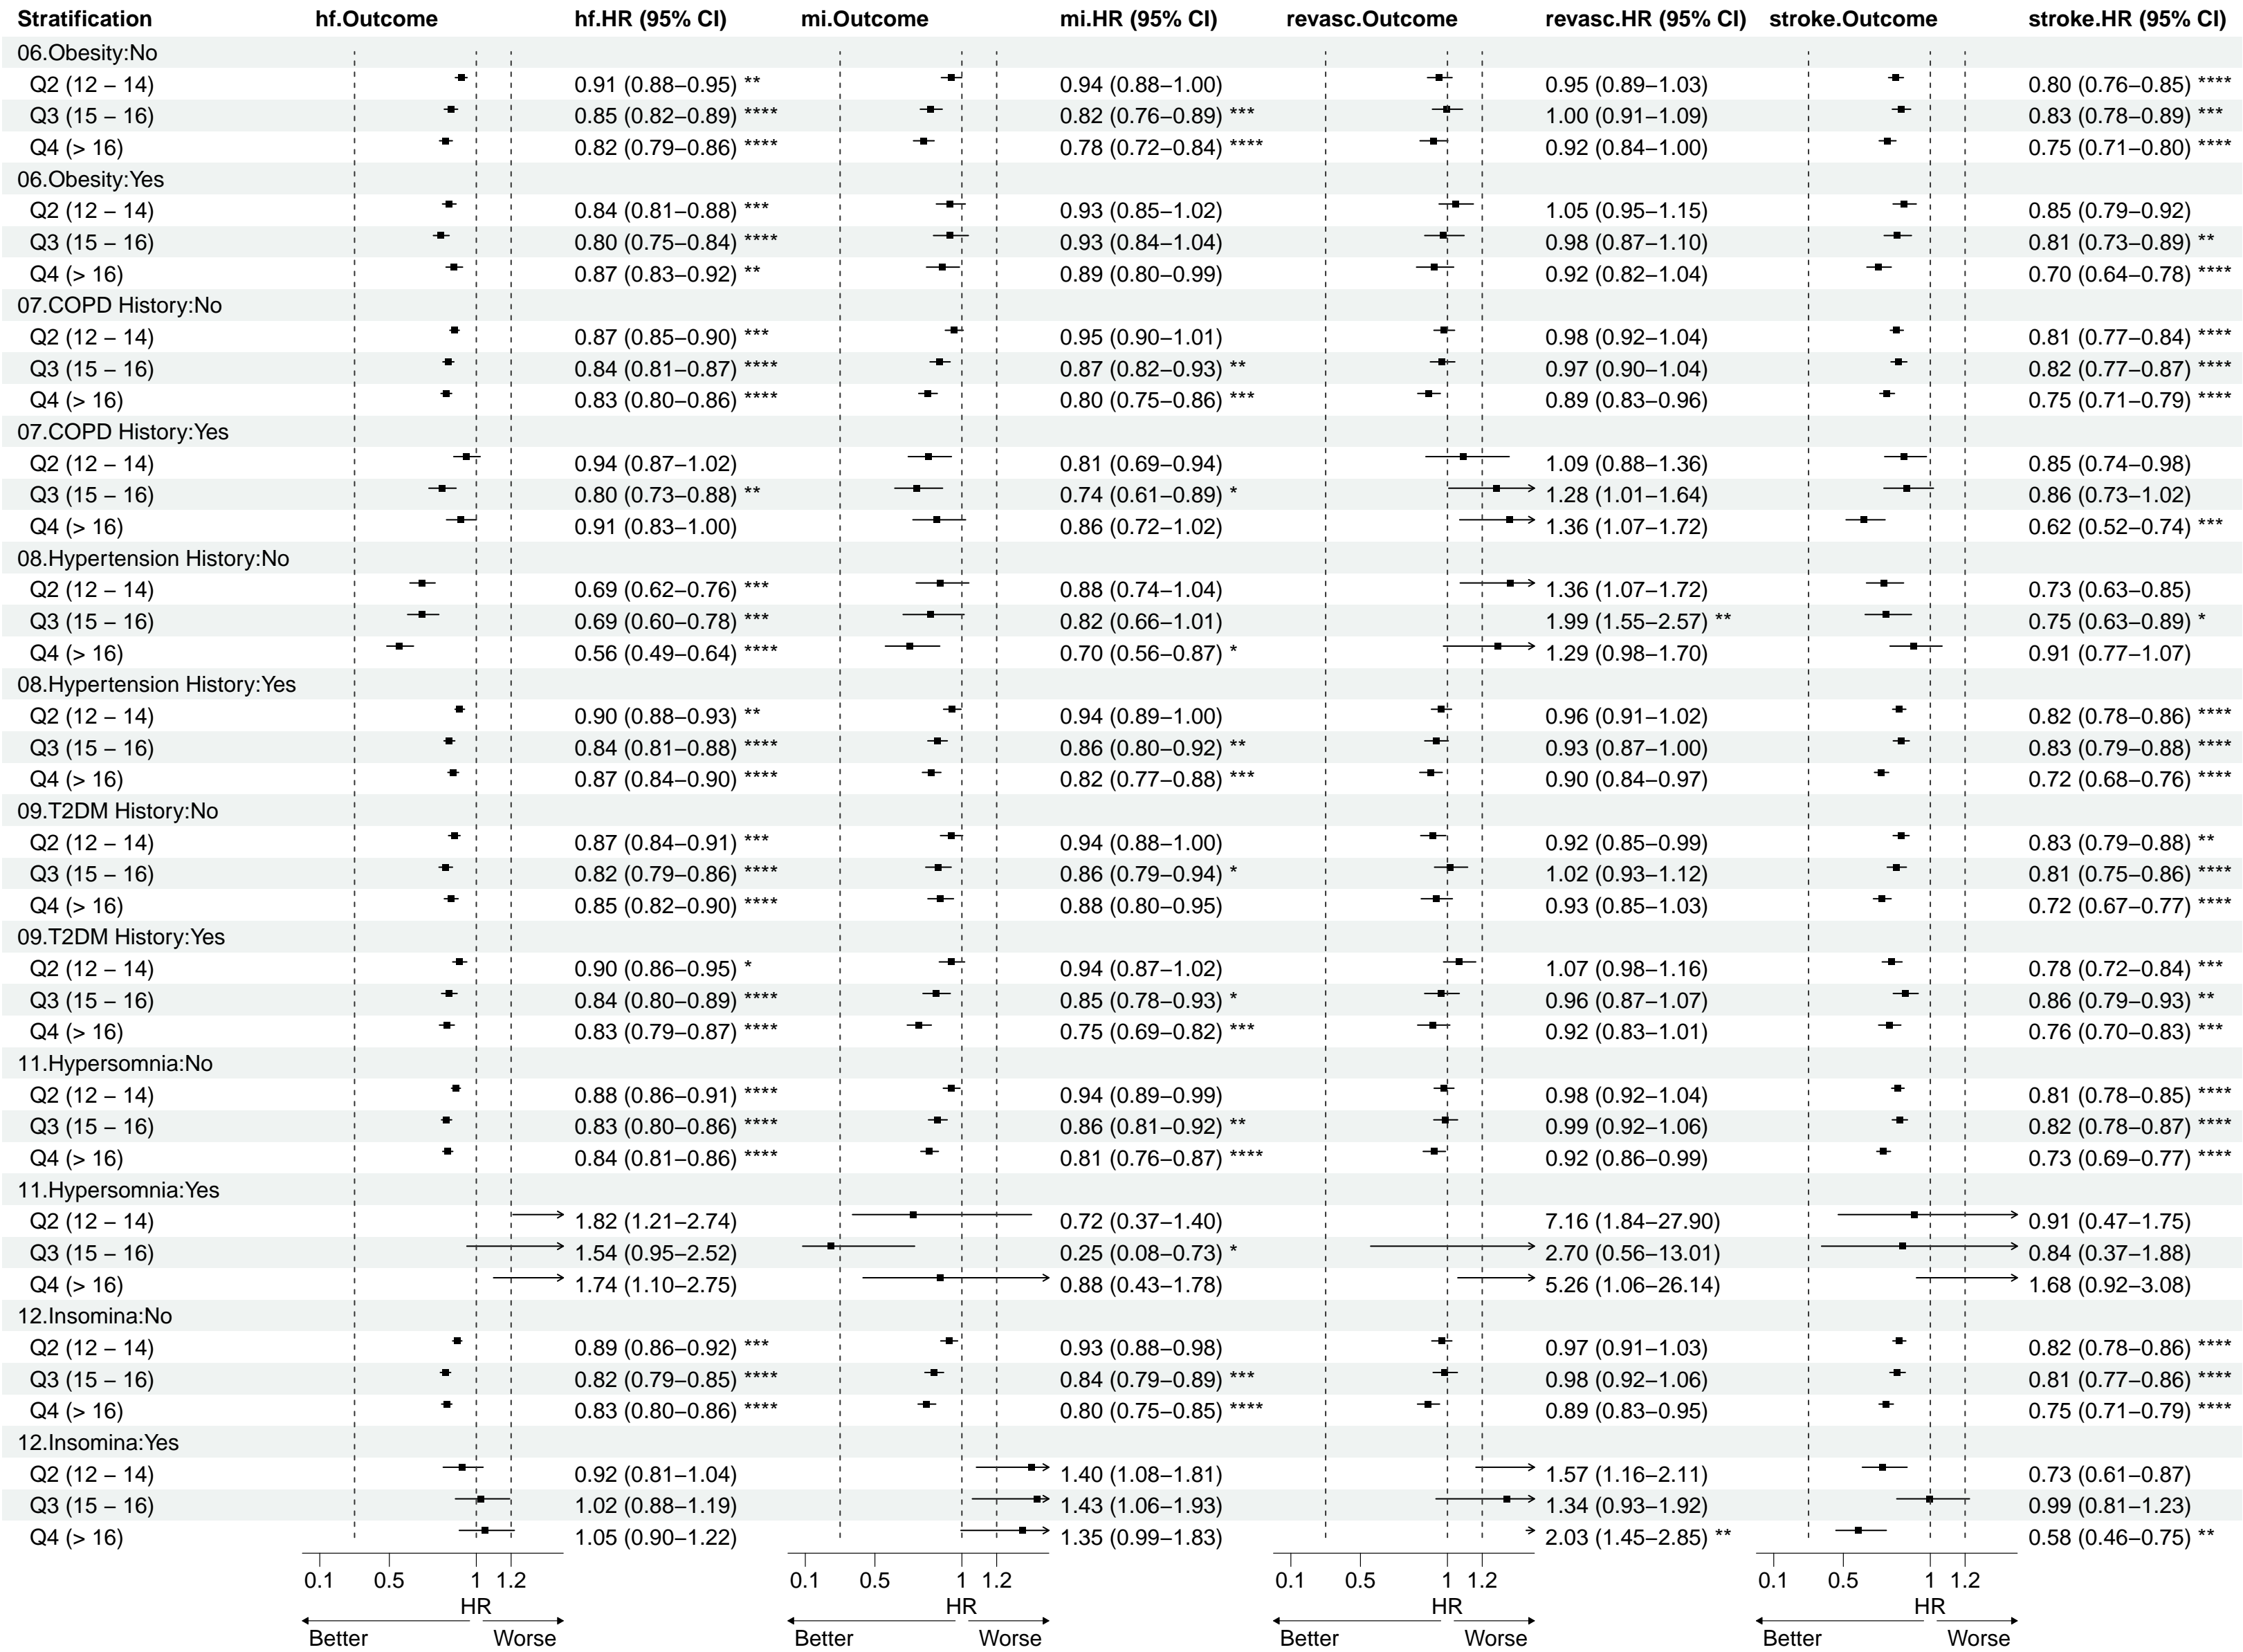 Stratification hf.Outcome hf.HR (95% CI) mi.Outcome mi.HR (95% CI) revasc.Outcome revasc.HR (95% CI) stroke.Outcome stroke.HR (95% CI)
06.Obesity:No
Q2 (12 – 14) 0.91 (0.88–0.95) ** 0.94 (0.88–1.00) 0.95 (0.89–1.03) 0.80 (0.76–0.85) ****
Q3 (15 – 16) 0.85 (0.82–0.89) **** 0.82 (0.76–0.89) *** 1.00 (0.91–1.09) 0.83 (0.78–0.89) ***
Q4 (> 16) 0.82 (0.79–0.86) **** 0.78 (0.72–0.84) **** 0.92 (0.84–1.00) 0.75 (0.71–0.80) ****
06.Obesity:Yes
Q2 (12 – 14) 0.84 (0.81–0.88) *** 0.93 (0.85–1.02) 1.05 (0.95–1.15) 0.85 (0.79–0.92)
Q3 (15 – 16) 0.80 (0.75–0.84) **** 0.93 (0.84–1.04) 0.98 (0.87–1.10) 0.81 (0.73–0.89) **
Q4 (> 16) 0.87 (0.83–0.92) ** 0.89 (0.80–0.99) 0.92 (0.82–1.04) 0.70 (0.64–0.78) ****
07.COPD History:No
Q2 (12 – 14) 0.87 (0.85–0.90) *** 0.95 (0.90–1.01) 0.98 (0.92–1.04) 0.81 (0.77–0.84) ****
Q3 (15 – 16) 0.84 (0.81–0.87) **** 0.87 (0.82–0.93) ** 0.97 (0.90–1.04) 0.82 (0.77–0.87) ****
Q4 (> 16) 0.83 (0.80–0.86) **** 0.80 (0.75–0.86) *** 0.89 (0.83–0.96) 0.75 (0.71–0.79) ****
07.COPD History:Yes
Q2 (12 – 14) 0.94 (0.87–1.02) 0.81 (0.69–0.94) 1.09 (0.88–1.36) 0.85 (0.74–0.98)
Q3 (15 – 16) 0.80 (0.73–0.88) ** 0.74 (0.61–0.89) * 1.28 (1.01–1.64) 0.86 (0.73–1.02)
Q4 (> 16) 0.91 (0.83–1.00) 0.86 (0.72–1.02) 1.36 (1.07–1.72) 0.62 (0.52–0.74) ***
08.Hypertension History:No
Q2 (12 – 14) 0.69 (0.62–0.76) *** 0.88 (0.74–1.04) 1.36 (1.07–1.72) 0.73 (0.63–0.85)
Q3 (15 – 16) 0.69 (0.60–0.78) *** 0.82 (0.66–1.01) 1.99 (1.55–2.57) ** 0.75 (0.63–0.89) *
Q4 (> 16) 0.56 (0.49–0.64) **** 0.70 (0.56–0.87) * 1.29 (0.98–1.70) 0.91 (0.77–1.07)
08.Hypertension History:Yes
Q2 (12 – 14) 0.90 (0.88–0.93) ** 0.94 (0.89–1.00) 0.96 (0.91–1.02) 0.82 (0.78–0.86) ****
Q3 (15 – 16) 0.84 (0.81–0.88) **** 0.86 (0.80–0.92) ** 0.93 (0.87–1.00) 0.83 (0.79–0.88) ****
Q4 (> 16) 0.87 (0.84–0.90) **** 0.82 (0.77–0.88) *** 0.90 (0.84–0.97) 0.72 (0.68–0.76) ****
09.T2DM History:No
Q2 (12 – 14) 0.87 (0.84–0.91) *** 0.94 (0.88–1.00) 0.92 (0.85–0.99) 0.83 (0.79–0.88) **
Q3 (15 – 16) 0.82 (0.79–0.86) **** 0.86 (0.79–0.94) * 1.02 (0.93–1.12) 0.81 (0.75–0.86) ****
Q4 (> 16) 0.85 (0.82–0.90) **** 0.88 (0.80–0.95) 0.93 (0.85–1.03) 0.72 (0.67–0.77) ****
09.T2DM History:Yes
Q2 (12 – 14) 0.90 (0.86–0.95) * 0.94 (0.87–1.02) 1.07 (0.98–1.16) 0.78 (0.72–0.84) ***
Q3 (15 – 16) 0.84 (0.80–0.89) **** 0.85 (0.78–0.93) * 0.96 (0.87–1.07) 0.86 (0.79–0.93) **
Q4 (> 16) 0.83 (0.79–0.87) **** 0.75 (0.69–0.82) *** 0.92 (0.83–1.01) 0.76 (0.70–0.83) ***
11.Hypersomnia:No
Q2 (12 – 14) 0.88 (0.86–0.91) **** 0.94 (0.89–0.99) 0.98 (0.92–1.04) 0.81 (0.78–0.85) ****
Q3 (15 – 16) 0.83 (0.80–0.86) **** 0.86 (0.81–0.92) ** 0.99 (0.92–1.06) 0.82 (0.78–0.87) ****
Q4 (> 16) 0.84 (0.81–0.86) **** 0.81 (0.76–0.87) **** 0.92 (0.86–0.99) 0.73 (0.69–0.77) ****
11.Hypersomnia:Yes
Q2 (12 – 14) 1.82 (1.21–2.74) 0.72 (0.37–1.40) 7.16 (1.84–27.90) 0.91 (0.47–1.75)
Q3 (15 – 16) 1.54 (0.95–2.52) 0.25 (0.08–0.73) * 2.70 (0.56–13.01) 0.84 (0.37–1.88)
Q4 (> 16) 1.74 (1.10–2.75) 0.88 (0.43–1.78) 5.26 (1.06–26.14) 1.68 (0.92–3.08)
12.Insomina:No
Q2 (12 – 14) 0.89 (0.86–0.92) *** 0.93 (0.88–0.98) 0.97 (0.91–1.03) 0.82 (0.78–0.86) ****
Q3 (15 – 16) 0.82 (0.79–0.85) **** 0.84 (0.79–0.89) *** 0.98 (0.92–1.06) 0.81 (0.77–0.86) ****
Q4 (> 16) 0.83 (0.80–0.86) **** 0.80 (0.75–0.85) **** 0.89 (0.83–0.95) 0.75 (0.71–0.79) ****
12.Insomina:Yes
Q2 (12 – 14) 0.92 (0.81–1.04) 1.40 (1.08–1.81) 1.57 (1.16–2.11) 0.73 (0.61–0.87)
Q3 (15 – 16) 1.02 (0.88–1.19) 1.43 (1.06–1.93) 1.34 (0.93–1.92) 0.99 (0.81–1.23)
Q4 (> 16) 1.05 (0.90–1.22) 1.35 (0.99–1.83) 2.03 (1.45–2.85) ** 0.58 (0.46–0.75) **
0.1 0.5 1 1.2 0.1 0.5 1 1.2 0.1 0.5 1 1.2 0.1 0.5 1 1.2
HR HR HR HR
Better Worse Better Worse Better Worse Better Worse